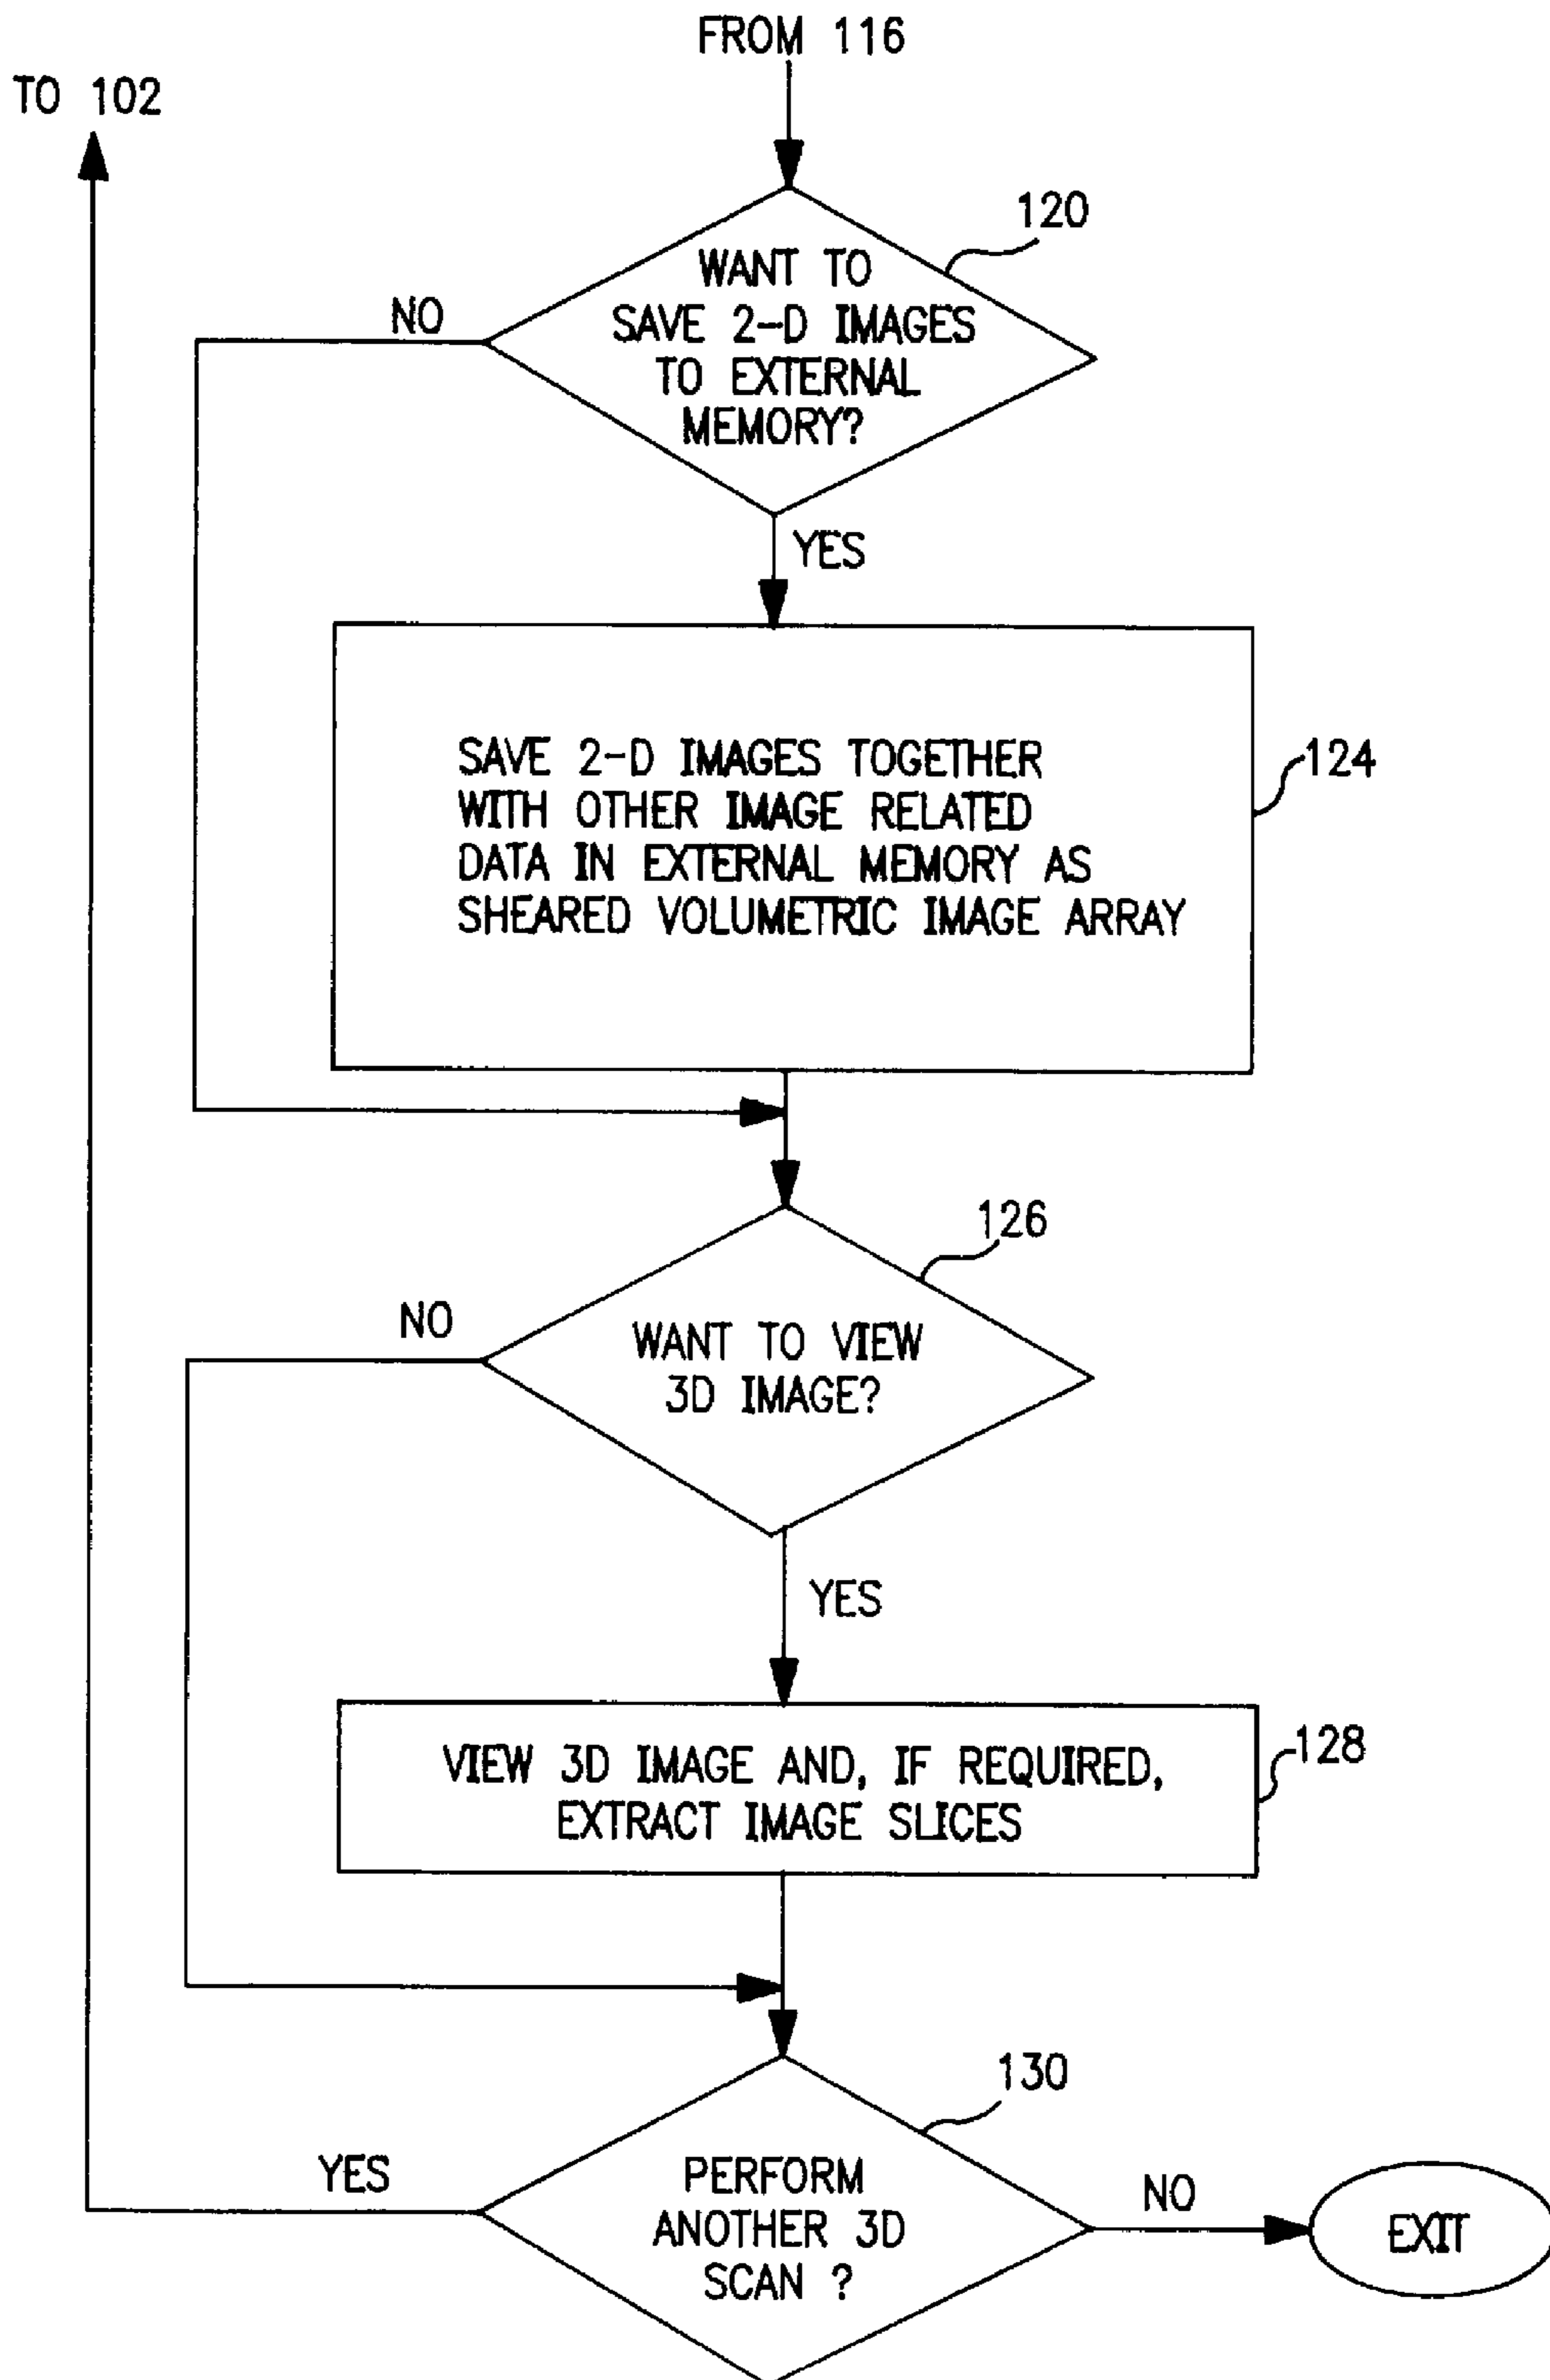 FROM 116
TO 102
120
WANT TO
SAVE 2-D IMAGES
TO EXTERNAL
MEMORY?
NO
YES
SAVE 2-D IMAGES TOGETHER
WITH OTHER IMAGE RELATED
DATA IN EXTERNAL MEMORY AS
SHEARED VOLUMETRIC IMAGE ARRAY
124
126
NO
WANT TO VIEW
3D IMAGE?
YES
VIEW 3D IMAGE AND, IF REQUIRED,
EXTRACT IMAGE SLICES
128
130
YES
PERFORM
ANOTHER 3D
SCAN ?
NO
EXIT